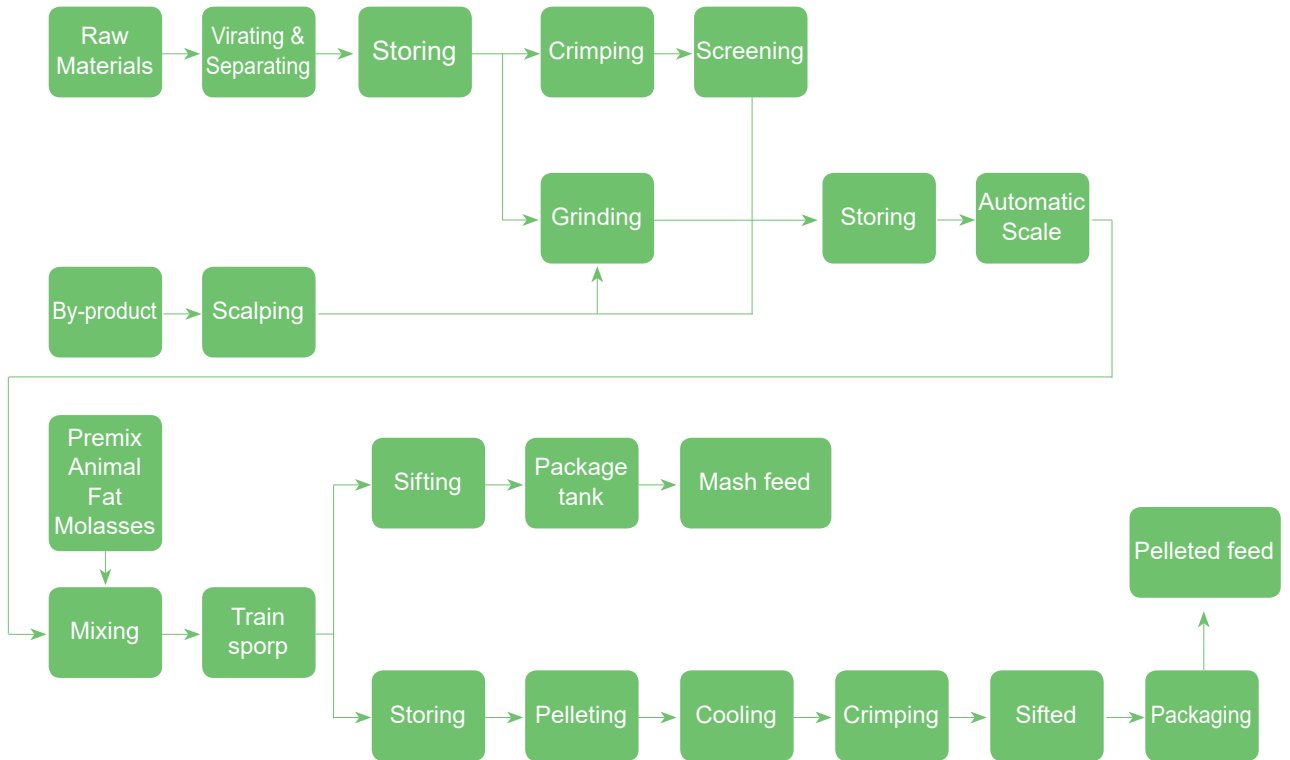 Raw
Materials
Virating &
Separating
Storing
Crimping
Screening
Grinding
Storing
Automatic
Scale
By-product
Scalping
Premix
Animal
Fat
Molasses
Sifting
Package
tank
Mash feed
Pelleted feed
Mixing
Train
sporp
Storing
Pelleting
Cooling
Crimping
Sifted
Packaging